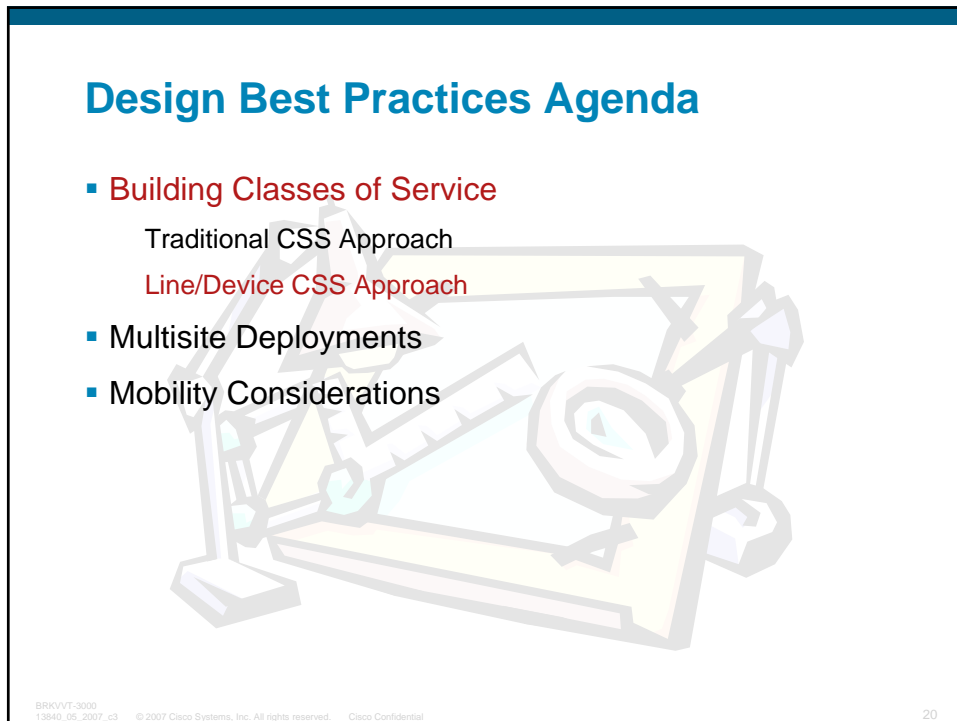 Design Best Practices Agenda
▪ Building Classes of Service
Traditional CSS Approach
Line/Device CSS Approach
▪ Multisite Deployments
▪ Mobility Considerations
BRKVVT-3000
13840_05_2007_c3 © 2007 Cisco Systems, Inc. All rights reserved. Cisco Confidential
20